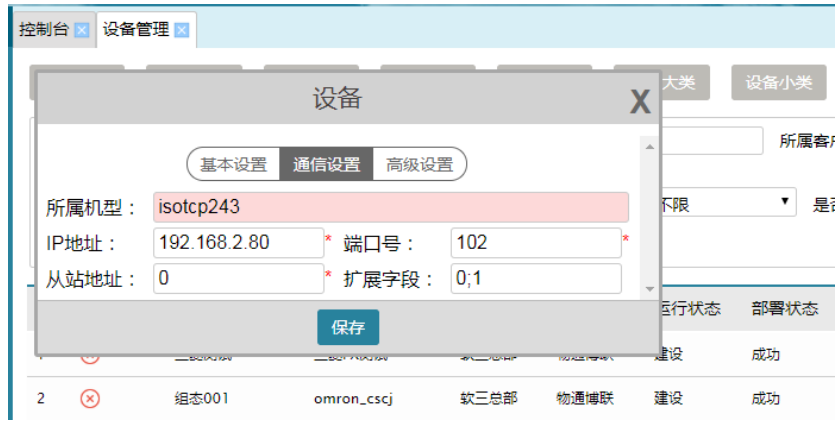 控制台 设备管理
大类 设备小类
设备 X
所属客
基本设置 通信设置 高级设置
所属机型： isotcp243
不限
IP地址： 192.168.2.80 * 端口号： 102 *
从站地址： 0 * 扩展字段： 0;1
保存
运行状态 部署状态
建设 成功
2 组态001 omron_cscj 软三总部 物通博联 建设 成功